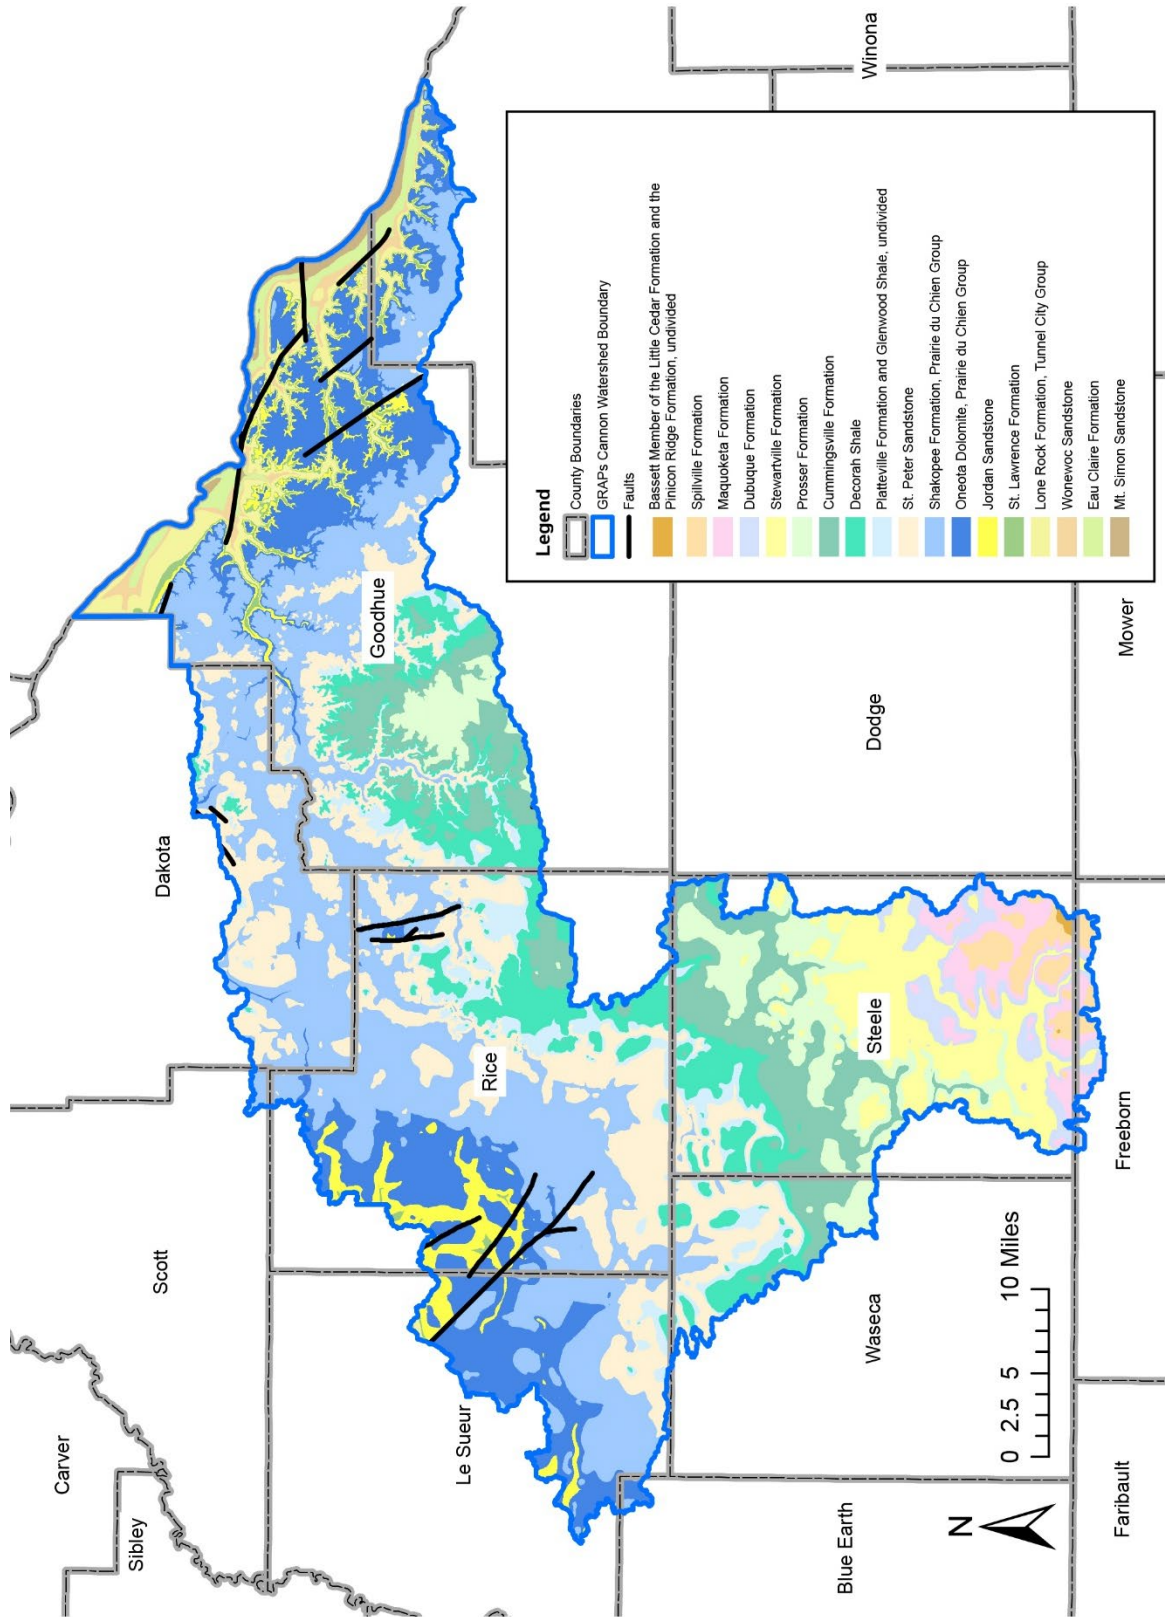 Winona
Goodhue
Dakota
Dodge
Mower
Rice
Steele
Freeborn
Scott
Le Sueur
Waseca
Carver
Sibley
Blue Earth
Faribault
N
0 2.5 5 10 Miles
Legend
County Boundaries
GRAPs Cannon Watershed Boundary
Faults
Bassett Member of the Little Cedar Formation and the
Pinicon Ridge Formation, undivided
Spillville Formation
Maquoketa Formation
Dubuque Formation
Stewartville Formation
Prosser Formation
Cummingsville Formation
Decorah Shale
Platteville Formation and Glenwood Shale, undivided
St. Peter Sandstone
Shakopee Formation, Prairie du Chien Group
Oneota Dolomite, Prairie du Chien Group
Jordan Sandstone
St. Lawrence Formation
Lone Rock Formation, Tunnel City Group
Wonewoc Sandstone
Eau Claire Formation
Mt. Simon Sandstone